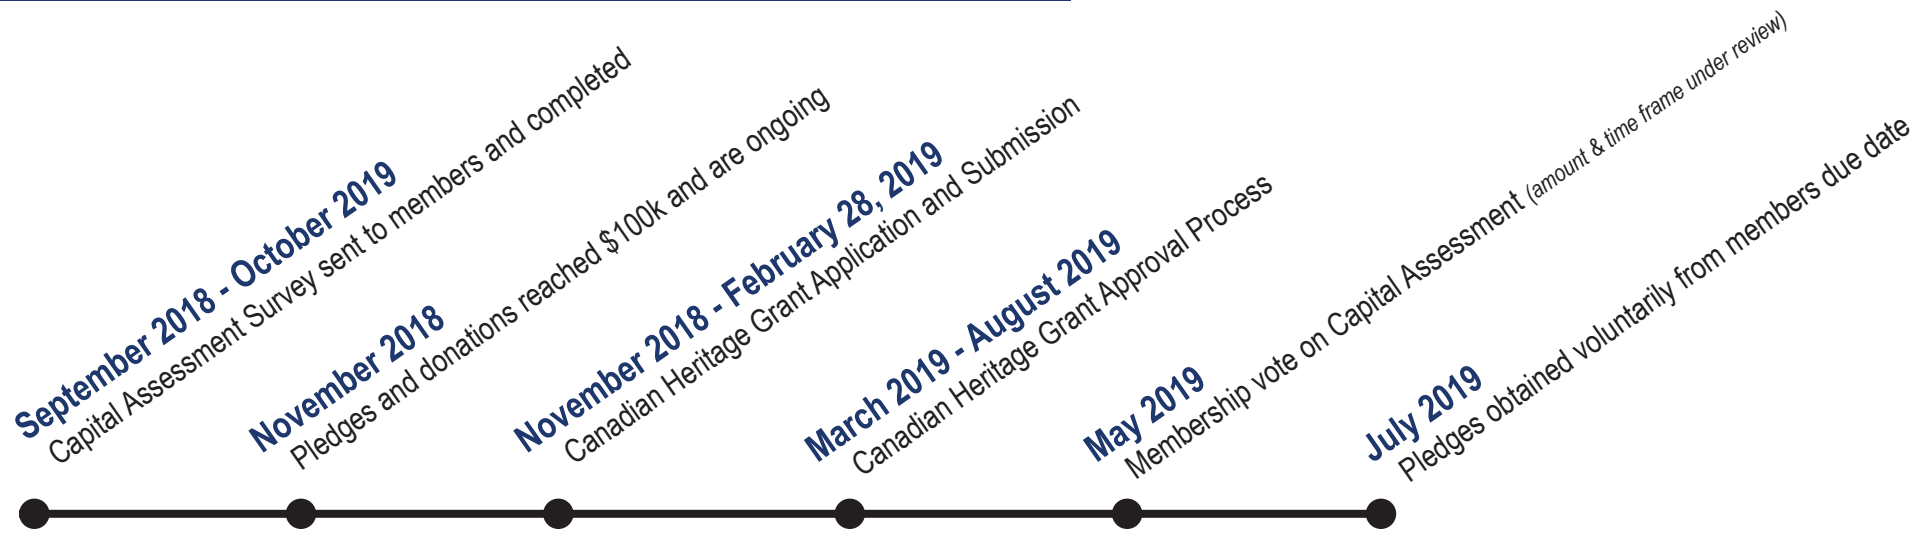 September 2018 - October 2019
Capital Assessment Survey sent to members and completed
November 2018
Pledges and donations reached $100k and are ongoing
November 2018 - February 28, 2019
Canadian Heritage Grant Application and Submission
March 2019 - August 2019
Canadian Heritage Grant Approval Process
May 2019
Membership vote on Capital Assessment (amount & time frame under review)
July 2019
Pledges obtained voluntarily from members due date